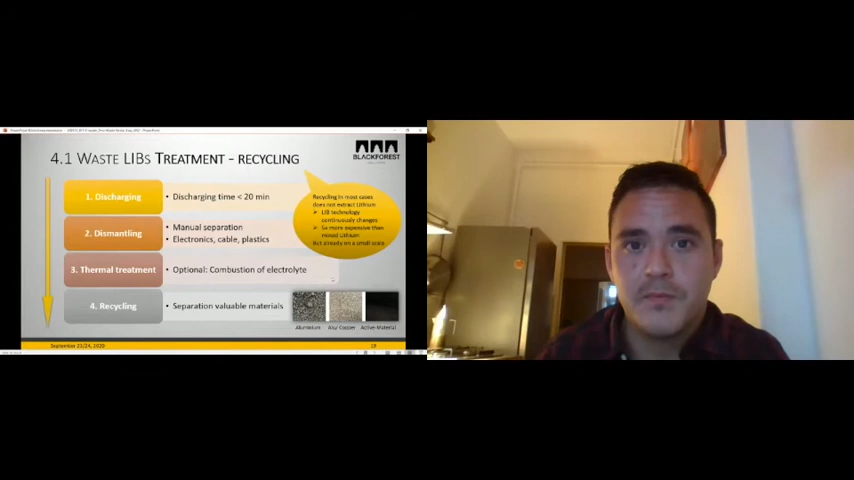 4.1 WASTE LIBS TREATMENT - RECYCLING
BLACKFOREST
1. Discharging
• Discharging time < 20 min
Recycling in most cases
does not extract Lithium
➢ LIB technology
continuously changes
➢ 5x more expensive than
mined Lithium
But already on a small scale
2. Dismantling
• Manual separation
• Electronics, cable, plastics
3. Thermal treatment
• Optional: Combustion of electrolyte
4. Recycling
• Separation valuable materials
Aluminium
Alu/ Copper
Active-Material
September 23/24, 2020
19